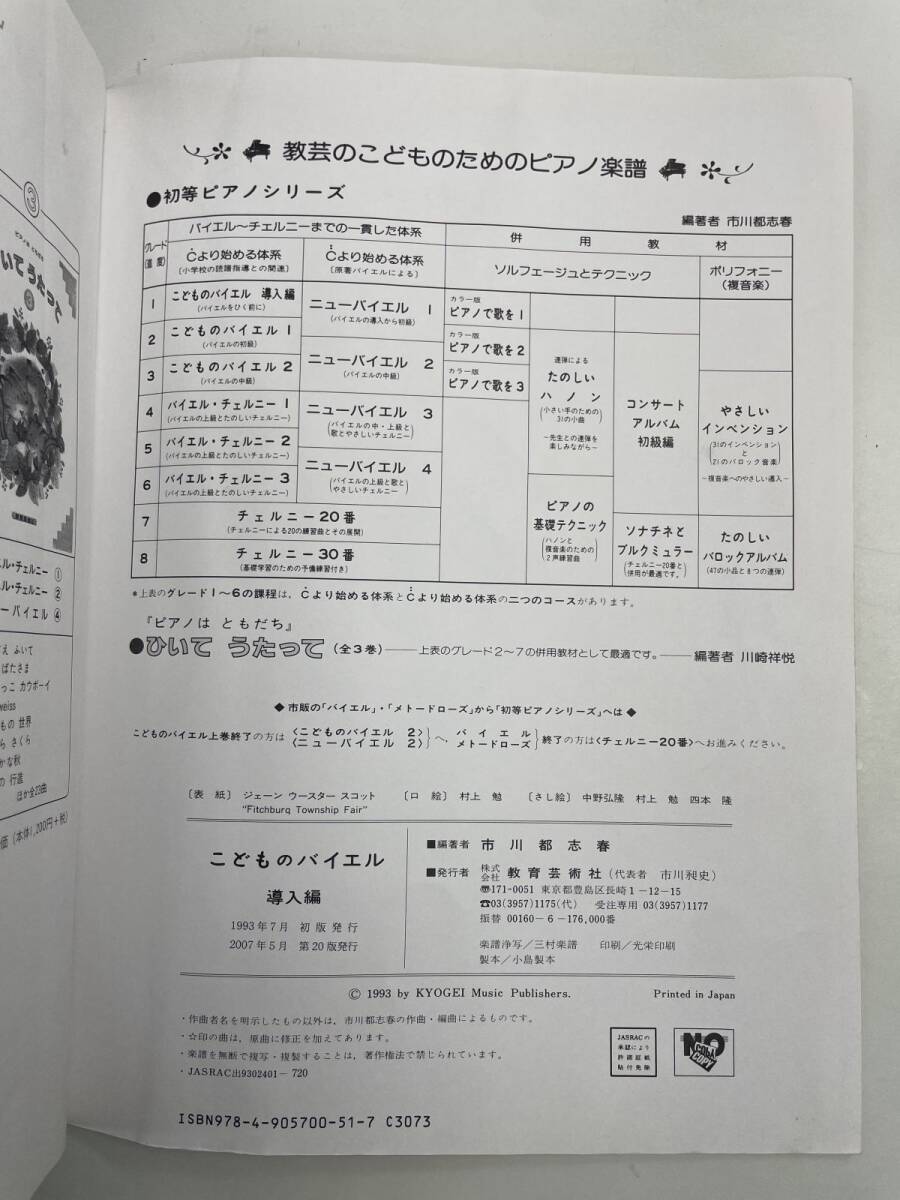 ③
ピアノは ともだち
いてうたって
③
ルル・チェルニー ①
ル・チェルニー ②
ー バイエル ④
え ふいて
ばたさま
っこ カウボーイ
weiss
もの 世界
ら さくら
かな秋
の 行進
ほか全23曲
価（本体1,200円+税）
教芸のこどものためのピアノ楽譜
●初等ピアノシリーズ
編著者 市川都志春
グレード
（進度）
バイエル〜チェルニーまでの一貫した体系
併用教材
Ċより始める体系
（小学校の読譜指導との関連）
C̈より始める体系
（原著バイエルによる）
ソルフェージュとテクニック
ポリフォニー
（複音楽）
1
2
3
4
5
6
7
8
こどものバイエル 導入編
（バイエルをひく前に）
こどものバイエル 1
（バイエルの初級）
こどものバイエル 2
（バイエルの中級）
バイエル・チェルニー 1
（バイエルの上級とたのしいチェルニー）
バイエル・チェルニー 2
（バイエルの上級とたのしいチェルニー）
バイエル・チェルニー 3
（バイエルの上級とたのしいチェルニー）
ニューバイエル 1
（バイエルの導入から初級）
ニューバイエル 2
（バイエルの中級）
ニューバイエル 3
（バイエルの中・上級と
歌とやさしいチェルニー）
ニューバイエル 4
（バイエルの上級と歌と
やさしいチェルニー）
チェルニー20番
（チェルニーによる20の練習曲とその展開）
チェルニー30番
（基礎学習のための予備練習付き）
カラー版
ピアノで歌を1
カラー版
ピアノで歌を2
カラー版
ピアノで歌を3
連弾による
たのしい
ハノン
（小さい手のための
31の小曲）
〜先生との連弾を
楽しみながら〜
ピアノの
基礎テクニック
（ハノンと
複音楽のための
2声練習曲）
コンサート
アルバム
初級編
ソナチネと
ブルクミュラー
（チェルニー20番と
併用が最適です。）
やさしい
インベンション
（31のインベンション
と
21のバロック音楽）
〜複音楽へのやさしい導入〜
たのしい
バロックアルバム
（47の小品と8つの連弾）
＊上表のグレード1〜6の課程は、Ċより始める体系とC̈より始める体系の二つのコースがあります。
『ピアノは ともだち』
●ひいて うたって（全3巻）――上表のグレード2〜7の併用教材として最適です。――編著者 川崎祥悦
◆ 市販の「バイエル」・「メトードローズ」から「初等ピアノシリーズ」へは ◆
こどものバイエル上巻終了の方は〈こどものバイエル 2〉〈ニューバイエル 2〉へ、バイエル メトードローズ 終了の方は〈チェルニー20番〉へお進みください。
〔表紙〕ジェーン ウースター スコット 〔口絵〕村上 勉 〔さし絵〕中野弘隆 村上 勉 四本 隆
“Fitchburg Township Fair”
こどものバイエル
導入編
1993年7月 初版発行
2007年5月 第20版発行
■編著者 市川都志春
■発行者 株式会社 教育芸術社（代表者 市川昶史）
〠171-0051 東京都豊島区長崎1-12-15
☎03(3957)1175(代) 受注専用 03(3957)1177
振替 00160-6-176,000番
楽譜浄写／三村楽譜 印刷／光栄印刷
製本／小島製本
© 1993 by KYOGEI Music Publishers.
Printed in Japan
・作曲者名を明示したもの以外は、市川都志春の作曲・編曲によるものです。
・☆印の曲は、原曲に修正を加えてあります。
・楽譜を無断で複写・複製することは、著作権法で禁じられています。
・JASRAC出9302401-720
JASRACの
承認により
許諾証紙
貼付免除
NO
COPY
ISBN978-4-905700-51-7 C3073